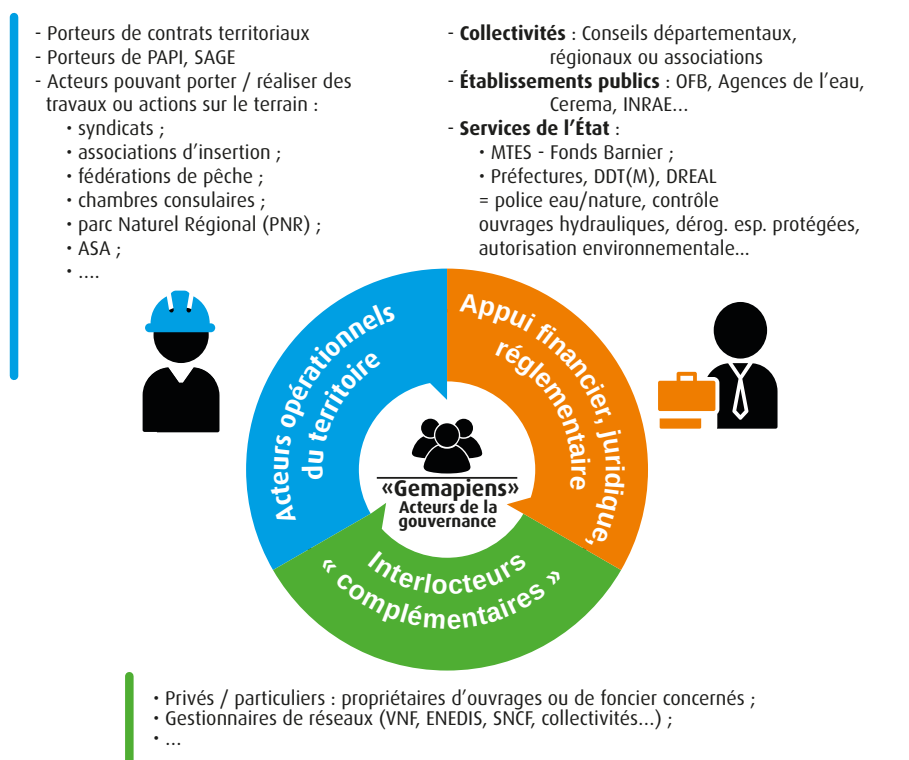 - Porteurs de contrats territoriaux
- Porteurs de PAPI, SAGE
- Acteurs pouvant porter / réaliser des
travaux ou actions sur le terrain :
• syndicats ;
• associations d’insertion ;
• fédérations de pêche ;
• chambres consulaires ;
• parc Naturel Régional (PNR) ;
• ASA ;
• ....
- Collectivités : Conseils départementaux,
régionaux ou associations
- Établissements publics : OFB, Agences de l’eau,
Cerema, INRAE...
- Services de l’État :
• MTES - Fonds Barnier ;
• Préfectures, DDT(M), DREAL
= police eau/nature, contrôle
ouvrages hydrauliques, dérog. esp. protégées,
autorisation environnementale...
Acteurs opérationnels
du territoire
Appui financier, juridique,
réglementaire
«Gemapiens»
Acteurs de la
gouvernance
Interlocteurs
« complémentaires »
• Privés / particuliers : propriétaires d’ouvrages ou de foncier concernés ;
• Gestionnaires de réseaux (VNF, ENEDIS, SNCF, collectivités...) ;
• ...